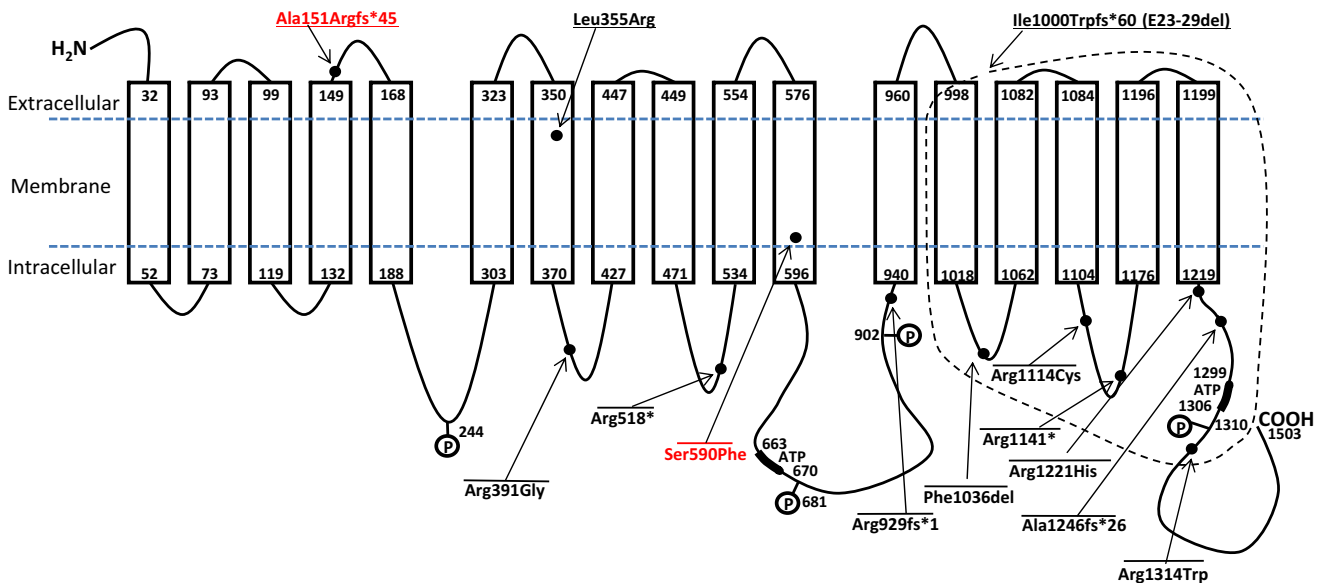 Ala151Argfs*45
Leu355Arg
Ile1000Trpfs*60 (E23-29del)
H2N
32 93 99 149 168 323 350 447 449 554 576 960 998 1082 1084 1196 1199
Extracellular
Membrane
Intracellular
52 73 119 132 188 303 370 427 471 534 596 940 1018 1062 1104 1176 1219
902 P
Arg1114Cys
1299
ATP
1306
P 1310
COOH
1503
Arg518*
244
P
Ser590Phe
663
ATP
670
P 681
Arg1141*
Arg1221His
Arg391Gly
Phe1036del
Arg929fs*1
Ala1246fs*26
Arg1314Trp